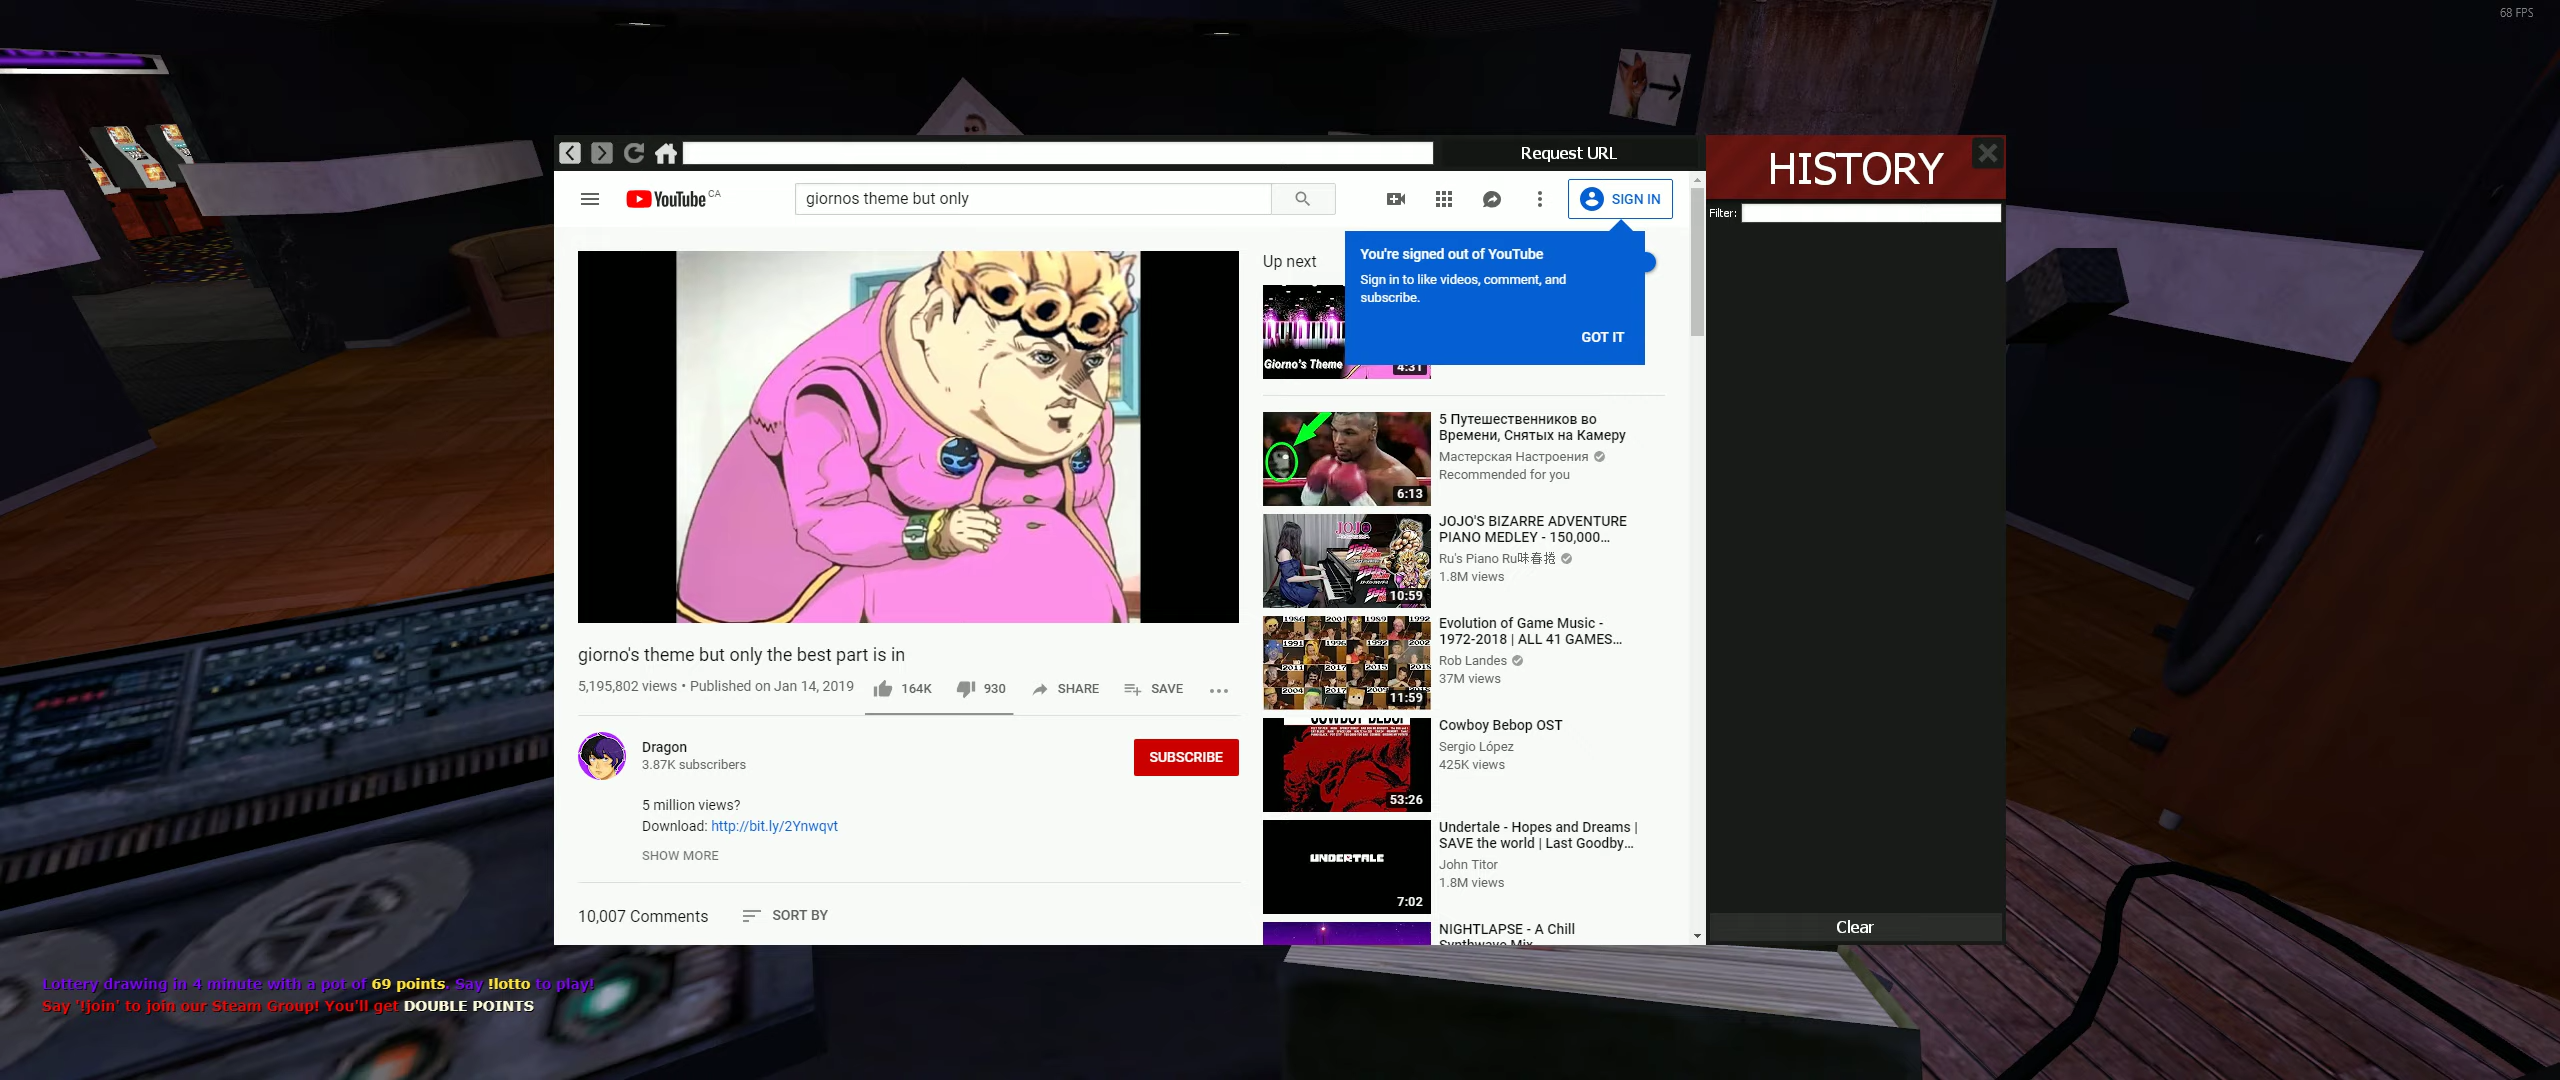 68 FPS
Request URL
HISTORY
Filter:
YouTube CA
giornos theme but only
SIGN IN
You're signed out of YouTube
Sign in to like videos, comment, and
subscribe.
GOT IT
Up next
Giorno's Theme
4:31
5 Путешественников во
Времени, Снятых на Камеру
Мастерская Настроения
Recommended for you
6:13
JOJO'S BIZARRE ADVENTURE
PIANO MEDLEY - 150,000...
Ru's Piano Ru味春捲
1.8M views
JOJO
10:59
Evolution of Game Music -
1972-2018 | ALL 41 GAMES...
Rob Landes
37M views
11:59
giorno's theme but only the best part is in
5,195,802 views • Published on Jan 14, 2019
164K
930
SHARE
SAVE
Cowboy Bebop OST
Sergio López
425K views
COWBOY BEBOP
53:26
Dragon
3.87K subscribers
SUBSCRIBE
5 million views?
Download: http://bit.ly/2Ynwqvt
SHOW MORE
Undertale - Hopes and Dreams |
SAVE the world | Last Goodby...
John Titor
1.8M views
UNDERTALE
7:02
10,007 Comments
SORT BY
NIGHTLAPSE - A Chill
Synthwave Mix
Clear
Lottery drawing in 4 minute with a pot of 69 points. Say !lotto to play!
Say '!join' to join our Steam Group! You'll get DOUBLE POINTS